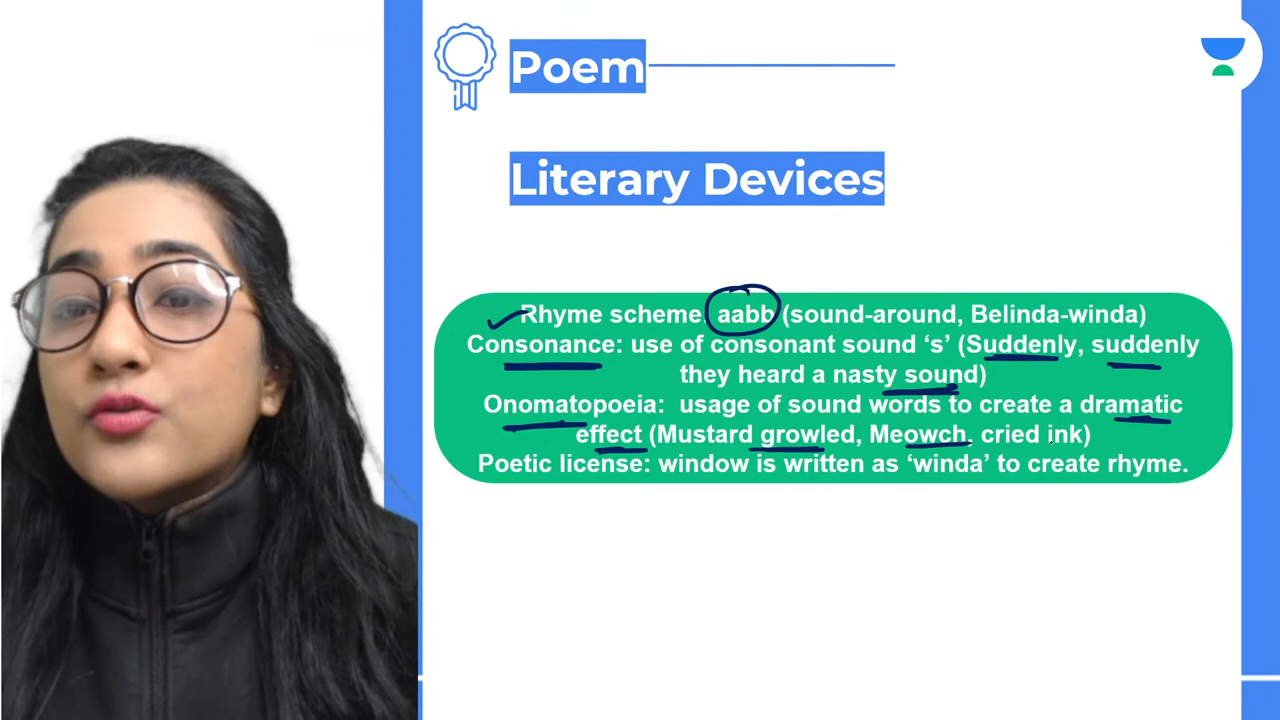 Poem
Literary Devices
Rhyme scheme: aabb (sound-around, Belinda-winda)
Consonance: use of consonant sound ‘s’ (Suddenly, suddenly
they heard a nasty sound)
Onomatopoeia: usage of sound words to create a dramatic
effect (Mustard growled, Meowch, cried ink)
Poetic license: window is written as ‘winda’ to create rhyme.